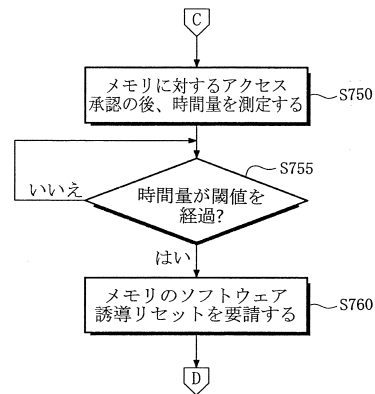 C
メモリに対するアクセス
承認の後、時間量を測定する
S750
S755
いいえ
時間量が閾値を
経過?
はい
メモリのソフトウェア
誘導リセットを要請する
S760
D